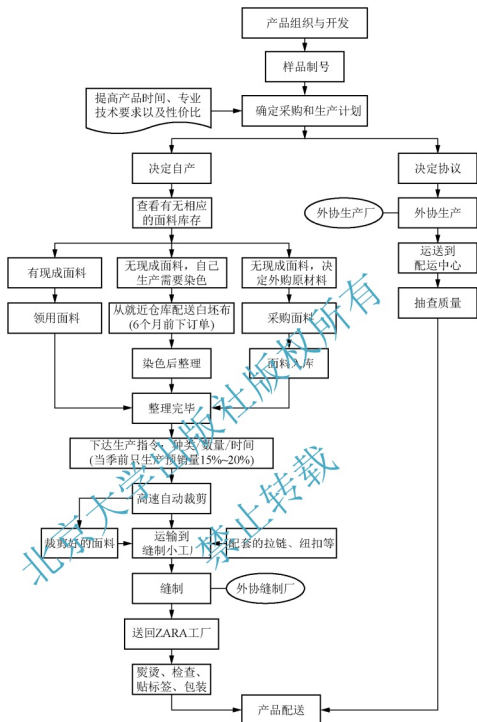 产品组织与开发
样品制号
提高产品时间、专业
技术要求以及性价比
确定采购和生产计划
决定自产
决定协议
查看有无相应
的面料库存
外协生产厂
外协生产
有现成面料
无现成面料，自己
生产需要染色
无现成面料，决
定外购原材料
运送到
配运中心
领用面料
从就近仓库配送白坯布
(6个月前下订单)
采购面料
抽查质量
染色后整理
面料入库
整理完毕
下达生产指令：种类/数量/时间
(当季前只生产预销量15%~20%)
高速自动裁剪
裁剪好的面料
运输到
缝制小工厂
配套的拉链、纽扣等
缝制
外协缝制厂
送回ZARA工厂
熨烫、检查、
贴标签、包装
产品配送
北京大学出版社版权所有
禁止转载